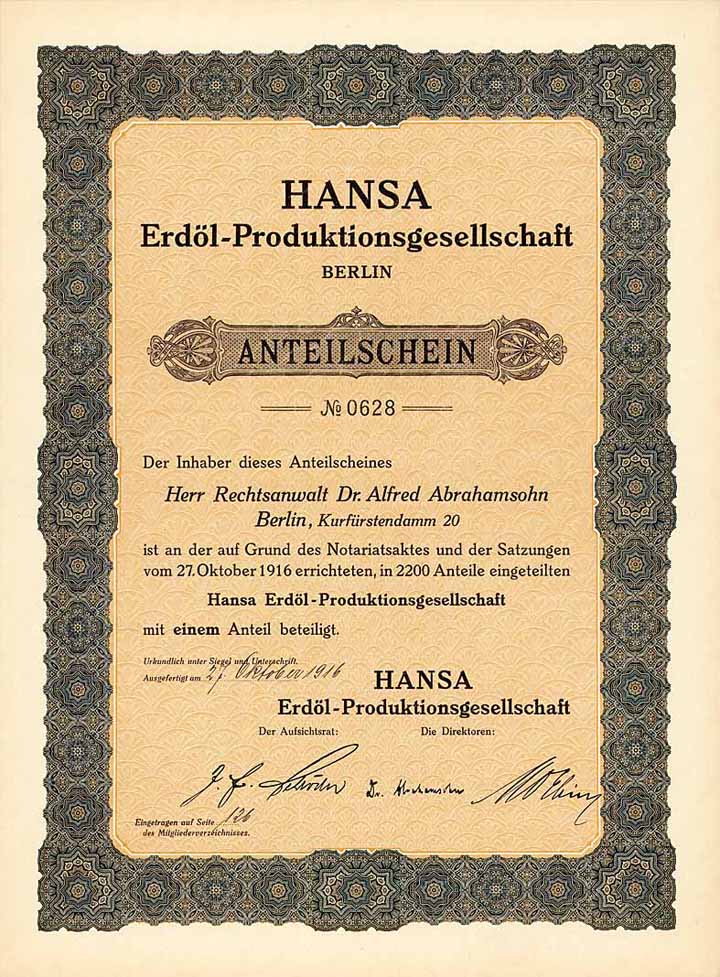 HANSA
Erdöl-Produktionsgesellschaft
BERLIN
ANTEILSCHEIN
№ 0628
Der Inhaber dieses Anteilscheines
Herr Rechtsanwalt Dr. Alfred Abrahamsohn
Berlin, Kurfürstendamm 20
ist an der auf Grund des Notariatsaktes und der Satzungen
vom 27. Oktober 1916 errichteten, in 2200 Anteile eingeteilten
Hansa Erdöl-Produktionsgesellschaft
mit einem Anteil beteiligt.
Urkundlich unter Siegel und Unterschrift.
Ausgefertigt am 27. Oktober 1916
HANSA
Erdöl-Produktionsgesellschaft
Der Aufsichtsrat: Die Direktoren:
Dr. Abrahamsohn
Eingetragen auf Seite 126
des Mitgliederverzeichnisses.